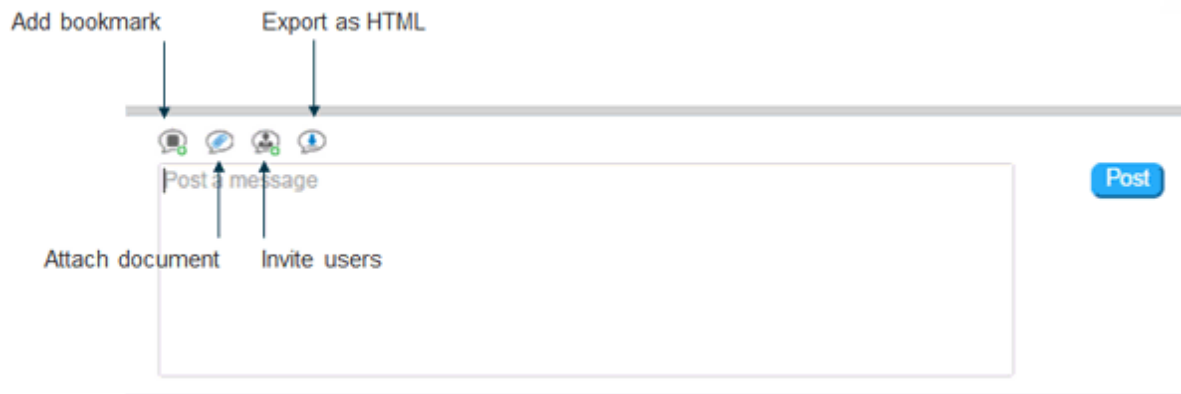 Add bookmark
Export as HTML
Post a message
Post
Attach document
Invite users